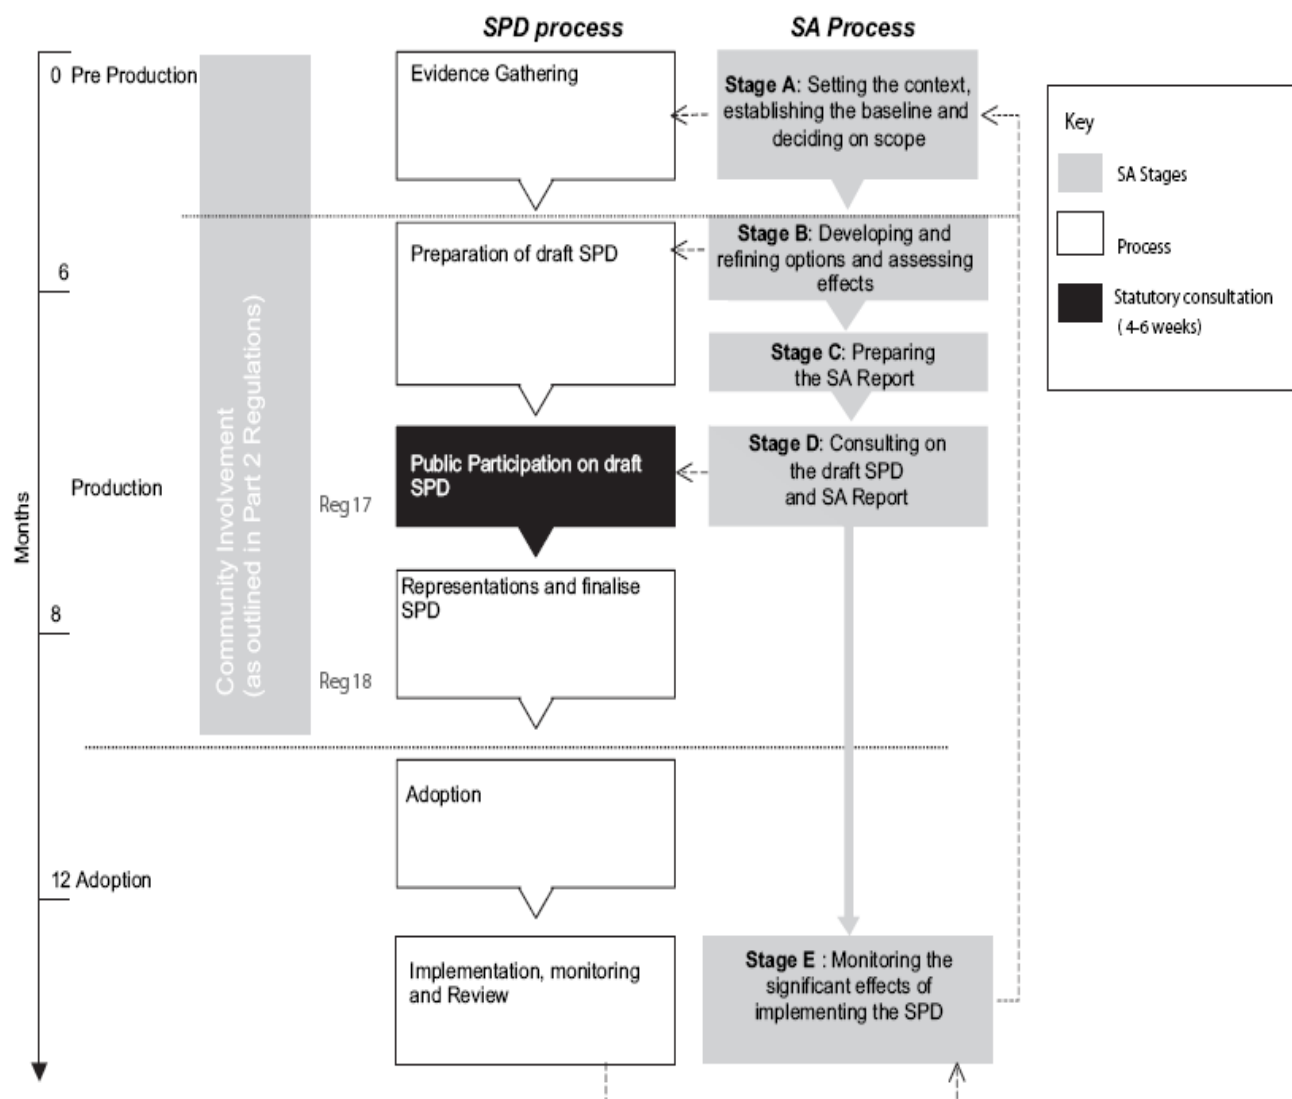 SPD process
SA Process
0 Pre Production
Evidence Gathering
Stage A: Setting the context,
establishing the baseline and
deciding on scope
Key
SA Stages
Process
Statutory consultation
( 4-6 weeks)
6
Preparation of draft SPD
Stage B: Developing and
refining options and assessing
effects
Stage C: Preparing
the SA Report
Community Involvement
(as outlined in Part 2 Regulations)
Months
Production
Reg 17
Public Participation on draft
SPD
Stage D: Consulting on
the draft SPD
and SA Report
8
Representations and finalise
SPD
Reg 18
Adoption
12 Adoption
Implementation, monitoring
and Review
Stage E : Monitoring the
significant effects of
implementing the SPD